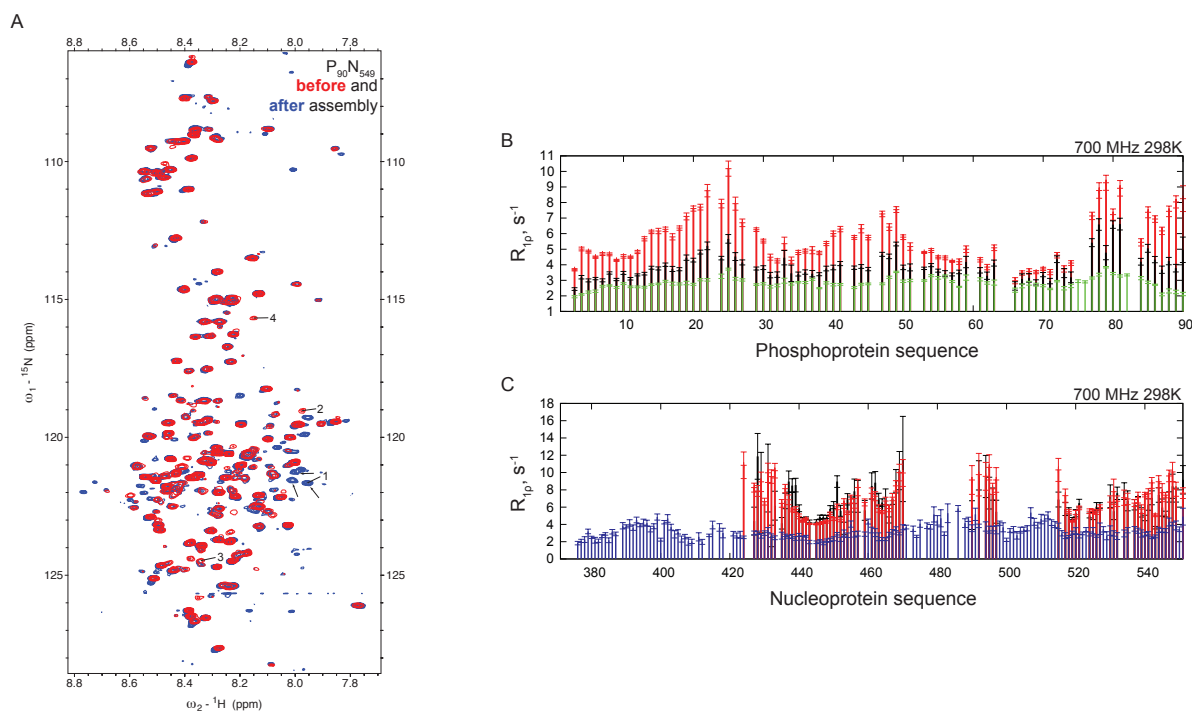 A
8.8 8.6 8.4 8.2 8.0 7.8
P90N549
before and
after assembly
110
115
120
125
4
2
1
3
ω1 - 15N (ppm)
8.8 8.6 8.4 8.2 8.0 7.8
ω2 - 1H (ppm)
B
700 MHz 298K
11
10
9
8
7
6
5
4
3
2
1
R1ρ, s-1
10 20 30 40 50 60 70 80 90
Phosphoprotein sequence
C
700 MHz 298K
18
16
14
12
10
8
6
4
2
0
R1ρ, s-1
380 400 420 440 460 480 500 520 540
Nucleoprotein sequence